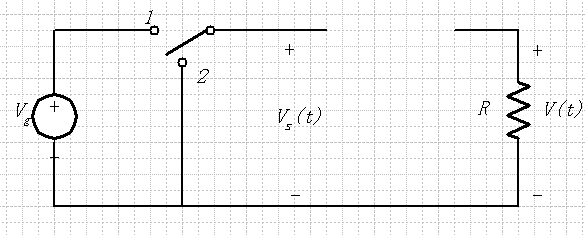 1
2
+
+
V_g
+
V_s(t)
R
V(t)
+
-
-